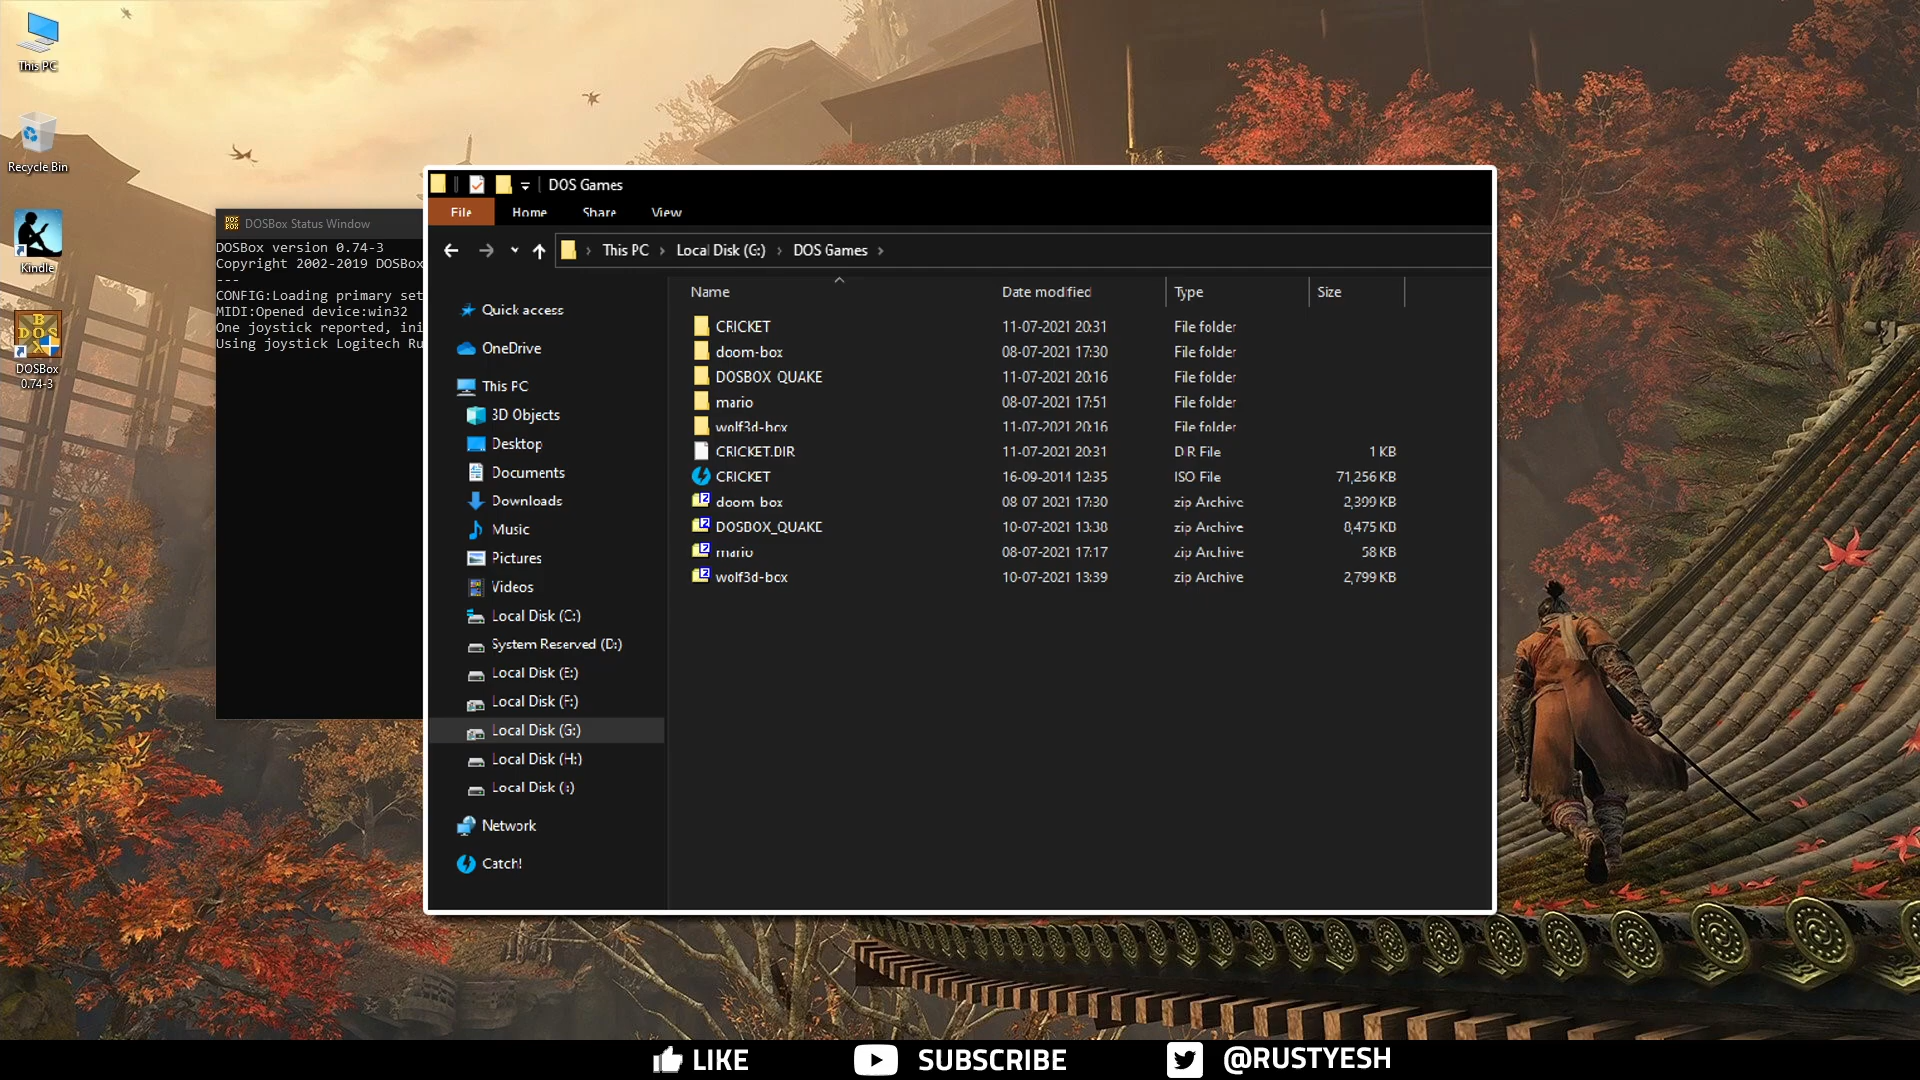 This PC
Recycle Bin
Kindle
DOSBox
0.74-3
DOSBox Status Window
DOSBox version 0.74-3
Copyright 2002-2019 DOSBox
---
CONFIG:Loading primary set
MIDI:Opened device:win32
One joystick reported, ini
Using joystick Logitech Ru
DOS Games
File Home Share View
This PC › Local Disk (G:) › DOS Games ›
Quick access
OneDrive
This PC
3D Objects
Desktop
Documents
Downloads
Music
Pictures
Videos
Local Disk (C:)
System Reserved (D:)
Local Disk (E:)
Local Disk (F:)
Local Disk (G:)
Local Disk (H:)
Local Disk (I:)
Network
Catch!
Name Date modified Type Size
CRICKET 11-07-2021 20:31 File folder
doom-box 08-07-2021 17:30 File folder
DOSBOX_QUAKE 11-07-2021 20:16 File folder
mario 08-07-2021 17:51 File folder
wolf3d-box 11-07-2021 20:16 File folder
CRICKET.DIR 11-07-2021 20:31 DIR File 1 KB
CRICKET 16-09-2014 12:35 ISO File 71,256 KB
doom-box 08-07-2021 17:30 zip Archive 2,399 KB
DOSBOX_QUAKE 10-07-2021 13:38 zip Archive 8,475 KB
mario 08-07-2021 17:17 zip Archive 58 KB
wolf3d-box 10-07-2021 13:39 zip Archive 2,799 KB
LIKE SUBSCRIBE @RUSTYESH